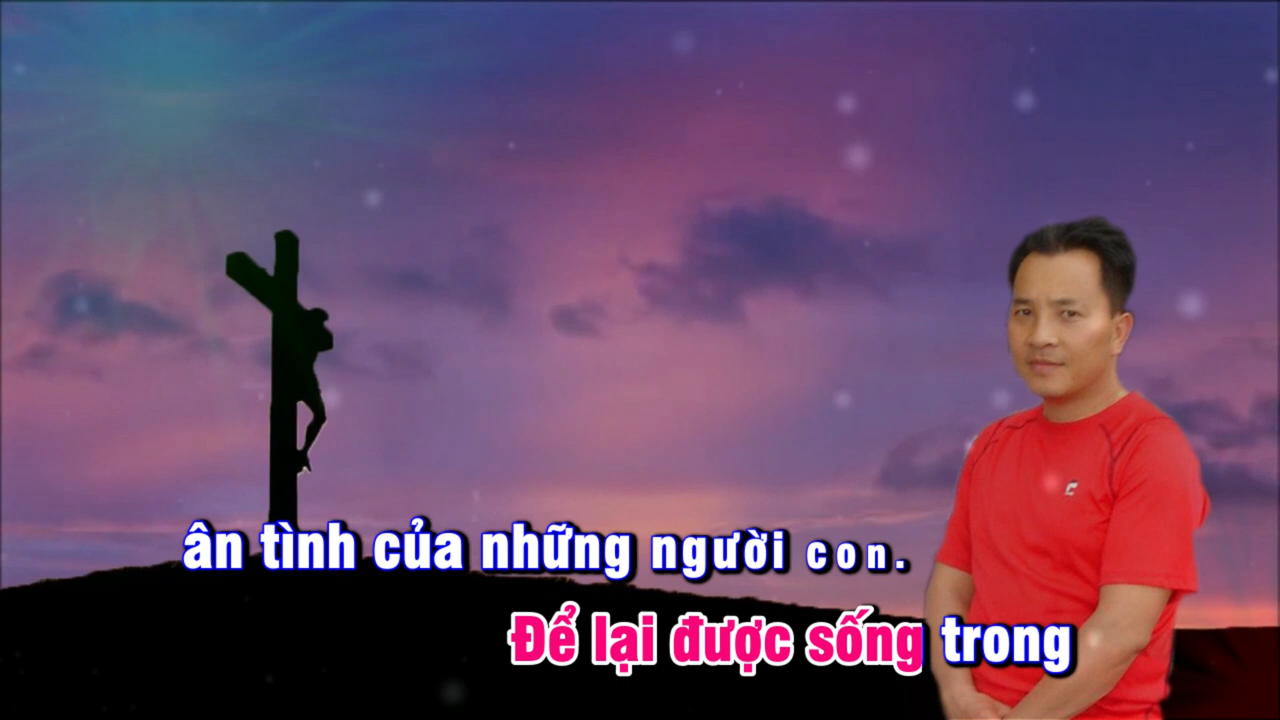 ân tình của những người con.
Để lại được sống trong